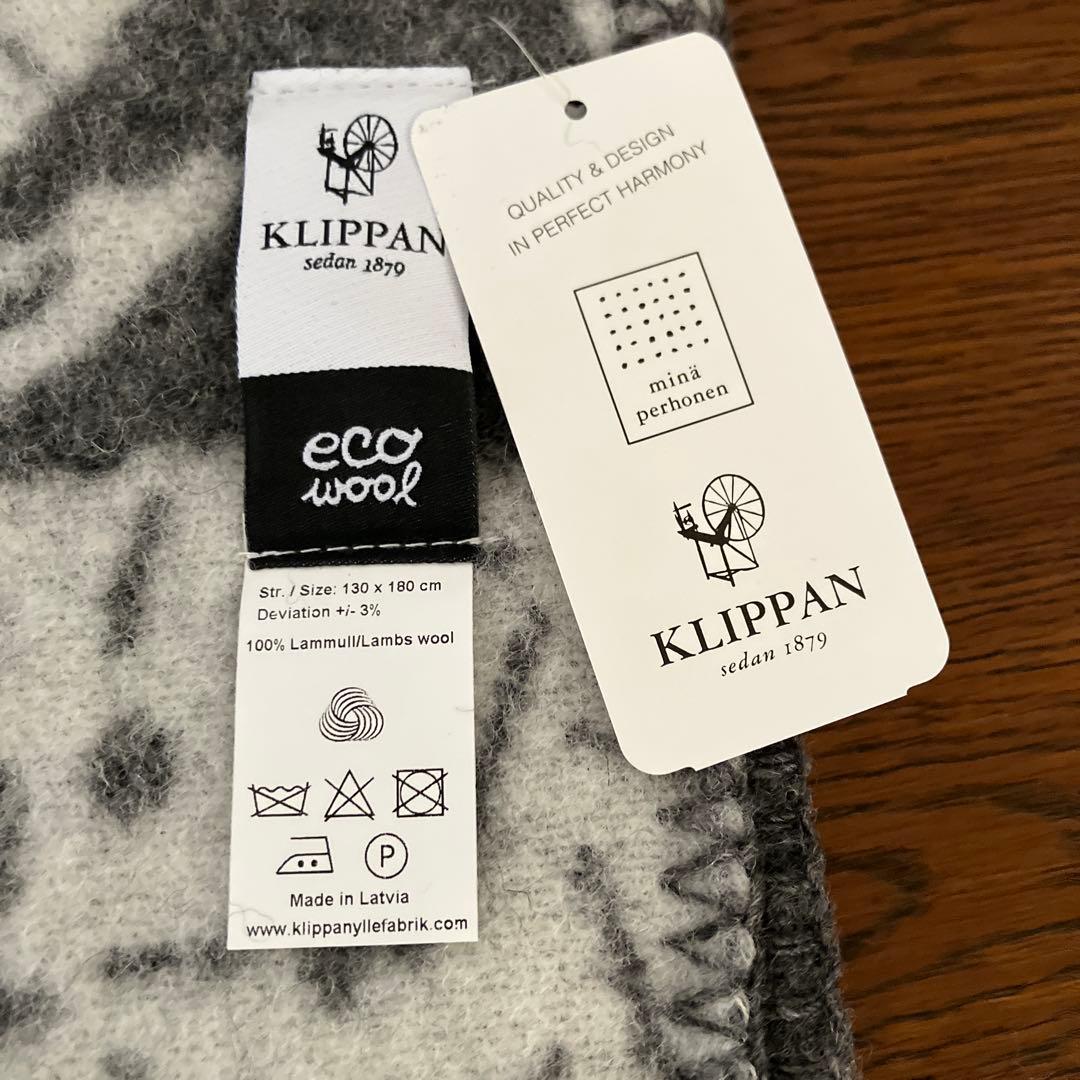 KLIPPAN
sedan 1879
eco
wool
Str. / Size: 130 x 180 cm
Deviation +/- 3%
100% Lammull/Lambs wool
P
Made in Latvia
www.klippanyllefabrik.com
QUALITY & DESIGN
IN PERFECT HARMONY
minä
perhonen
KLIPPAN
sedan 1879